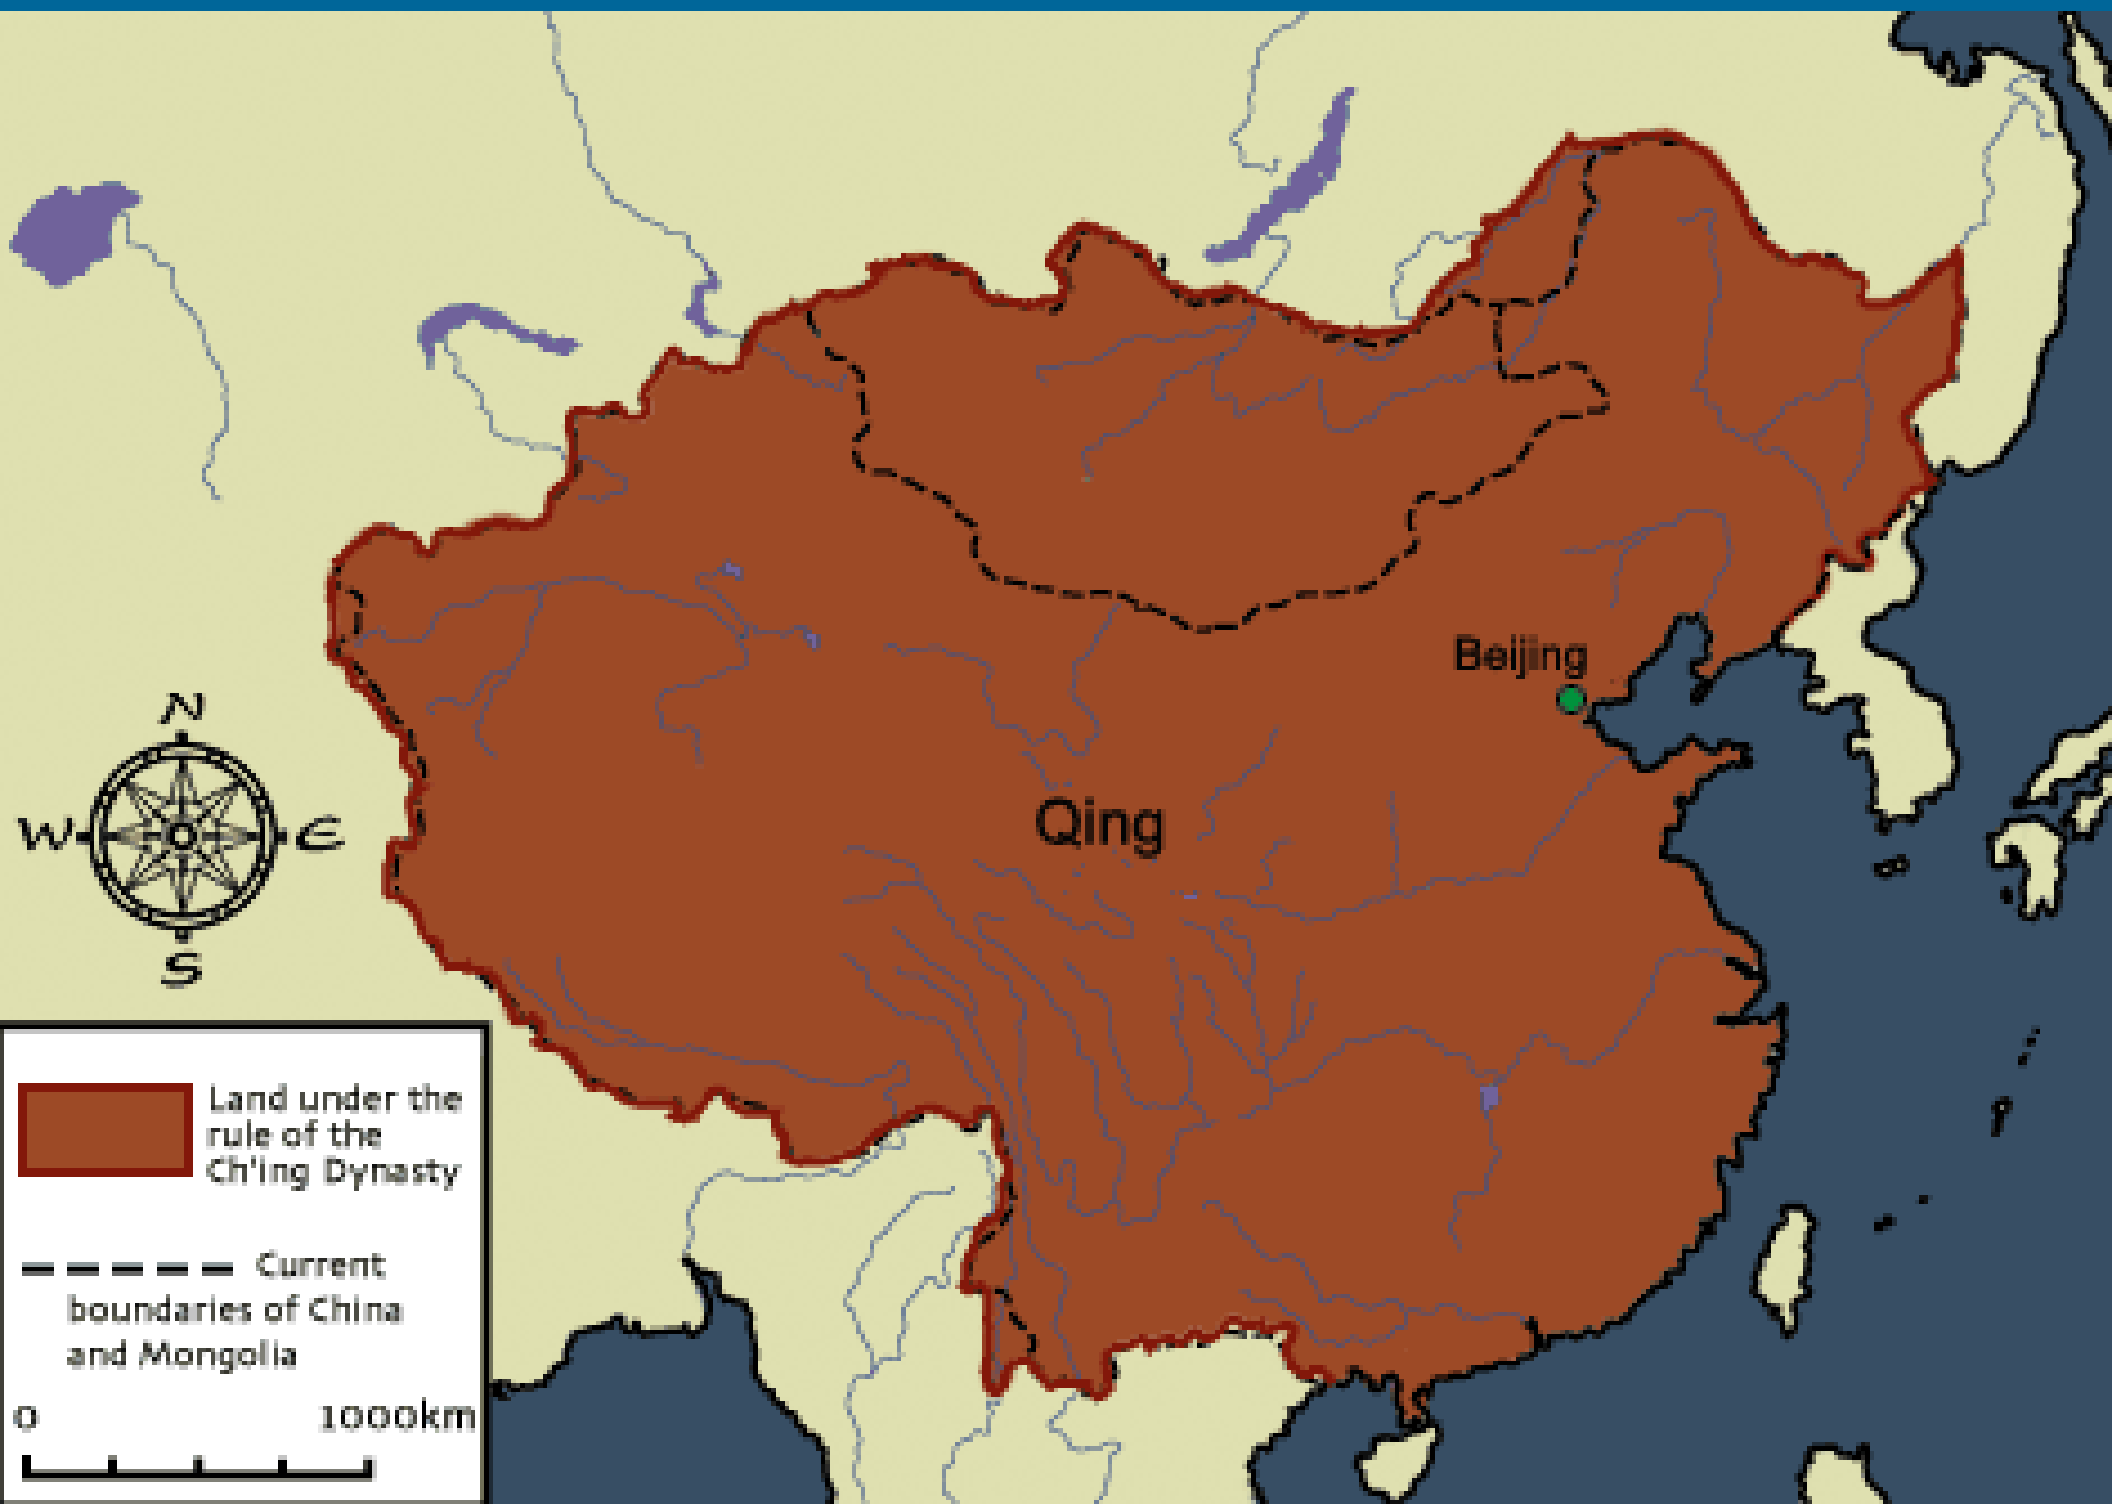 Beijing
Qing
N
W E
S
Land under the
rule of the
Ch'ing Dynasty
Current
boundaries of China
and Mongolia
0 1000km